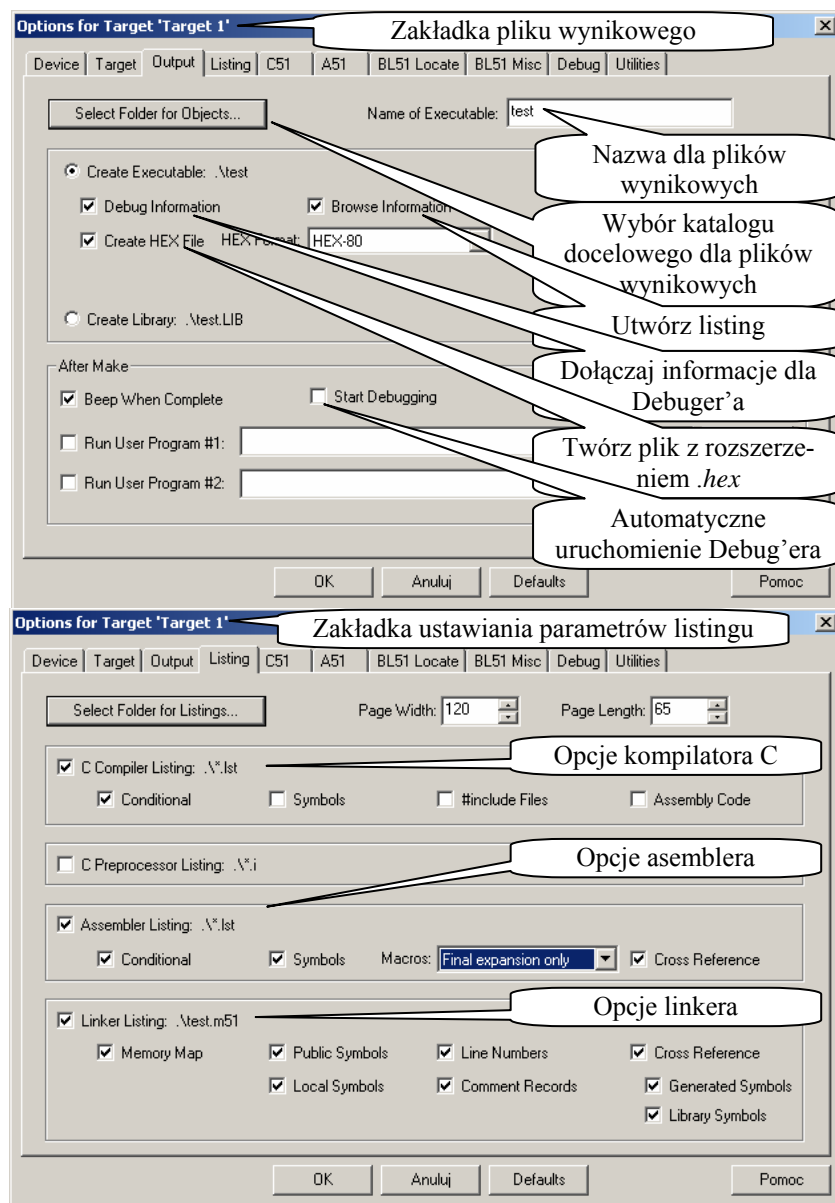 Options for Target 'Target 1'
Zakładka pliku wynikowego
Device Target Output Listing C51 A51 BL51 Locate BL51 Misc Debug Utilities
Select Folder for Objects...
Name of Executable: test
Nazwa dla plików
wynikowych
Create Executable: .\test
Debug Information
Browse Information
Wybór katalogu
docelowego dla plików
wynikowych
Create HEX File HEX Format: HEX-80
Utwórz listing
Create Library: .\test.LIB
Dołączaj informacje dla
Debuger’a
After Make
Beep When Complete
Start Debugging
Twórz plik z rozszerze-
niem .hex
Run User Program #1:
Run User Program #2:
Automatyczne
uruchomienie Debug’era
OK Anuluj Defaults Pomoc
Options for Target 'Target 1'
Zakładka ustawiania parametrów listingu
Device Target Output Listing C51 A51 BL51 Locate BL51 Misc Debug Utilities
Select Folder for Listings...
Page Width: 120 Page Length: 65
Opcje kompilatora C
C Compiler Listing: .\*.lst
Conditional Symbols #include Files Assembly Code
Opcje asemblera
C Preprocessor Listing: .\*.i
Assembler Listing: .\*.lst
Conditional Symbols Macros: Final expansion only Cross Reference
Opcje linkera
Linker Listing: .\test.m51
Memory Map Public Symbols Line Numbers Cross Reference
Local Symbols Comment Records Generated Symbols
Library Symbols
OK Anuluj Defaults Pomoc